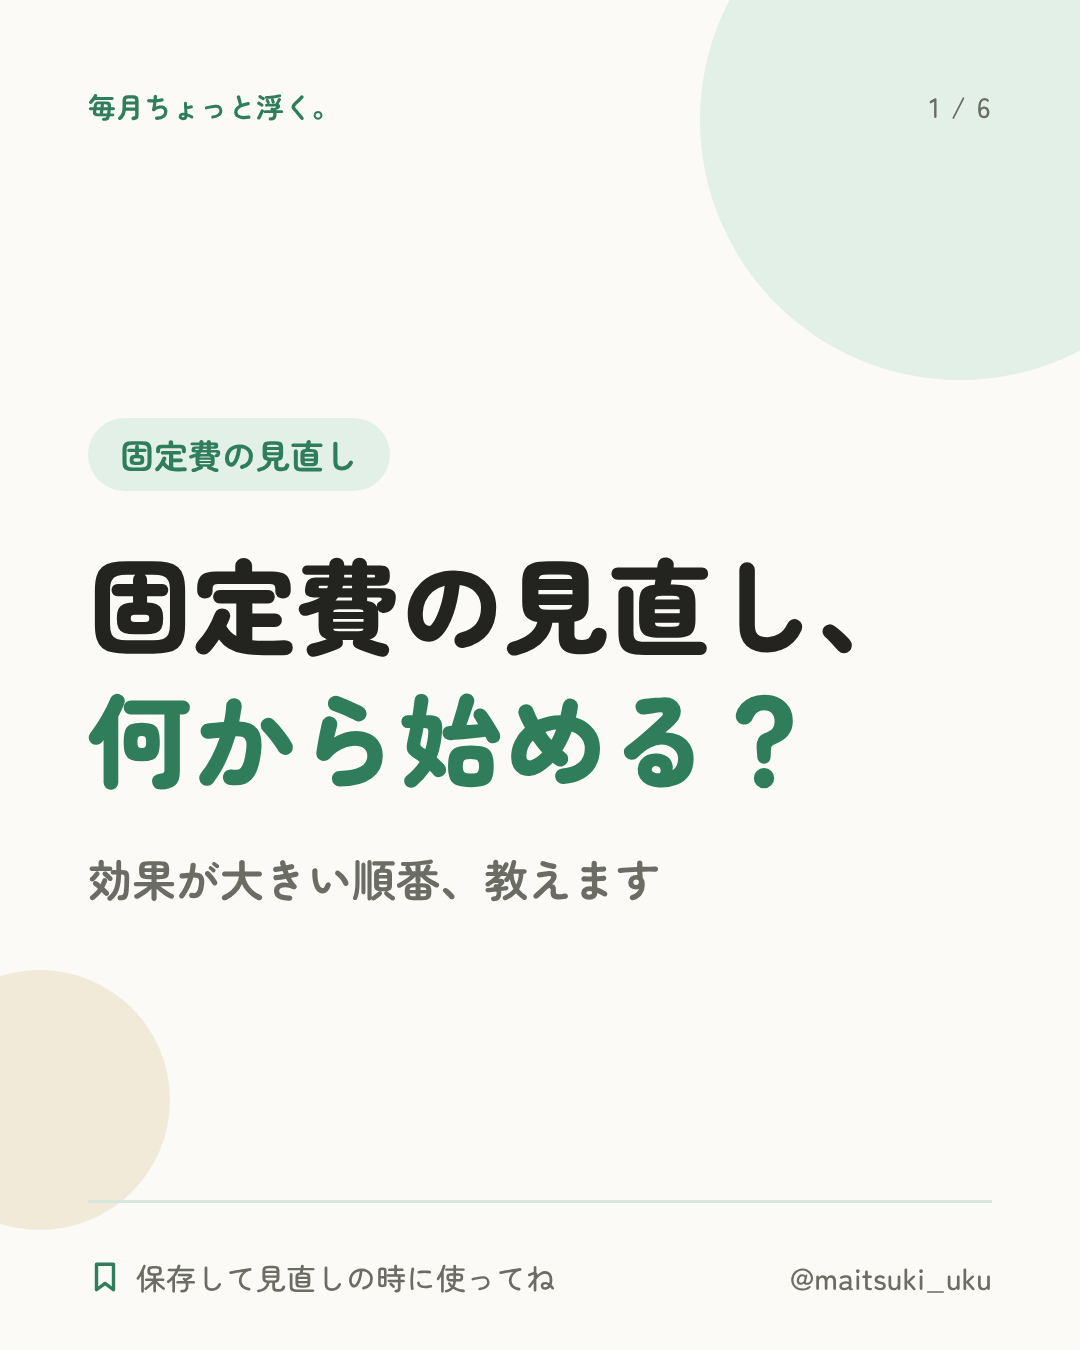 毎月ちょっと浮く。
1 / 6
固定費の見直し
固定費の見直し、
何から始める？
効果が大きい順番、教えます
保存して見直しの時に使ってね
@maitsuki_uku